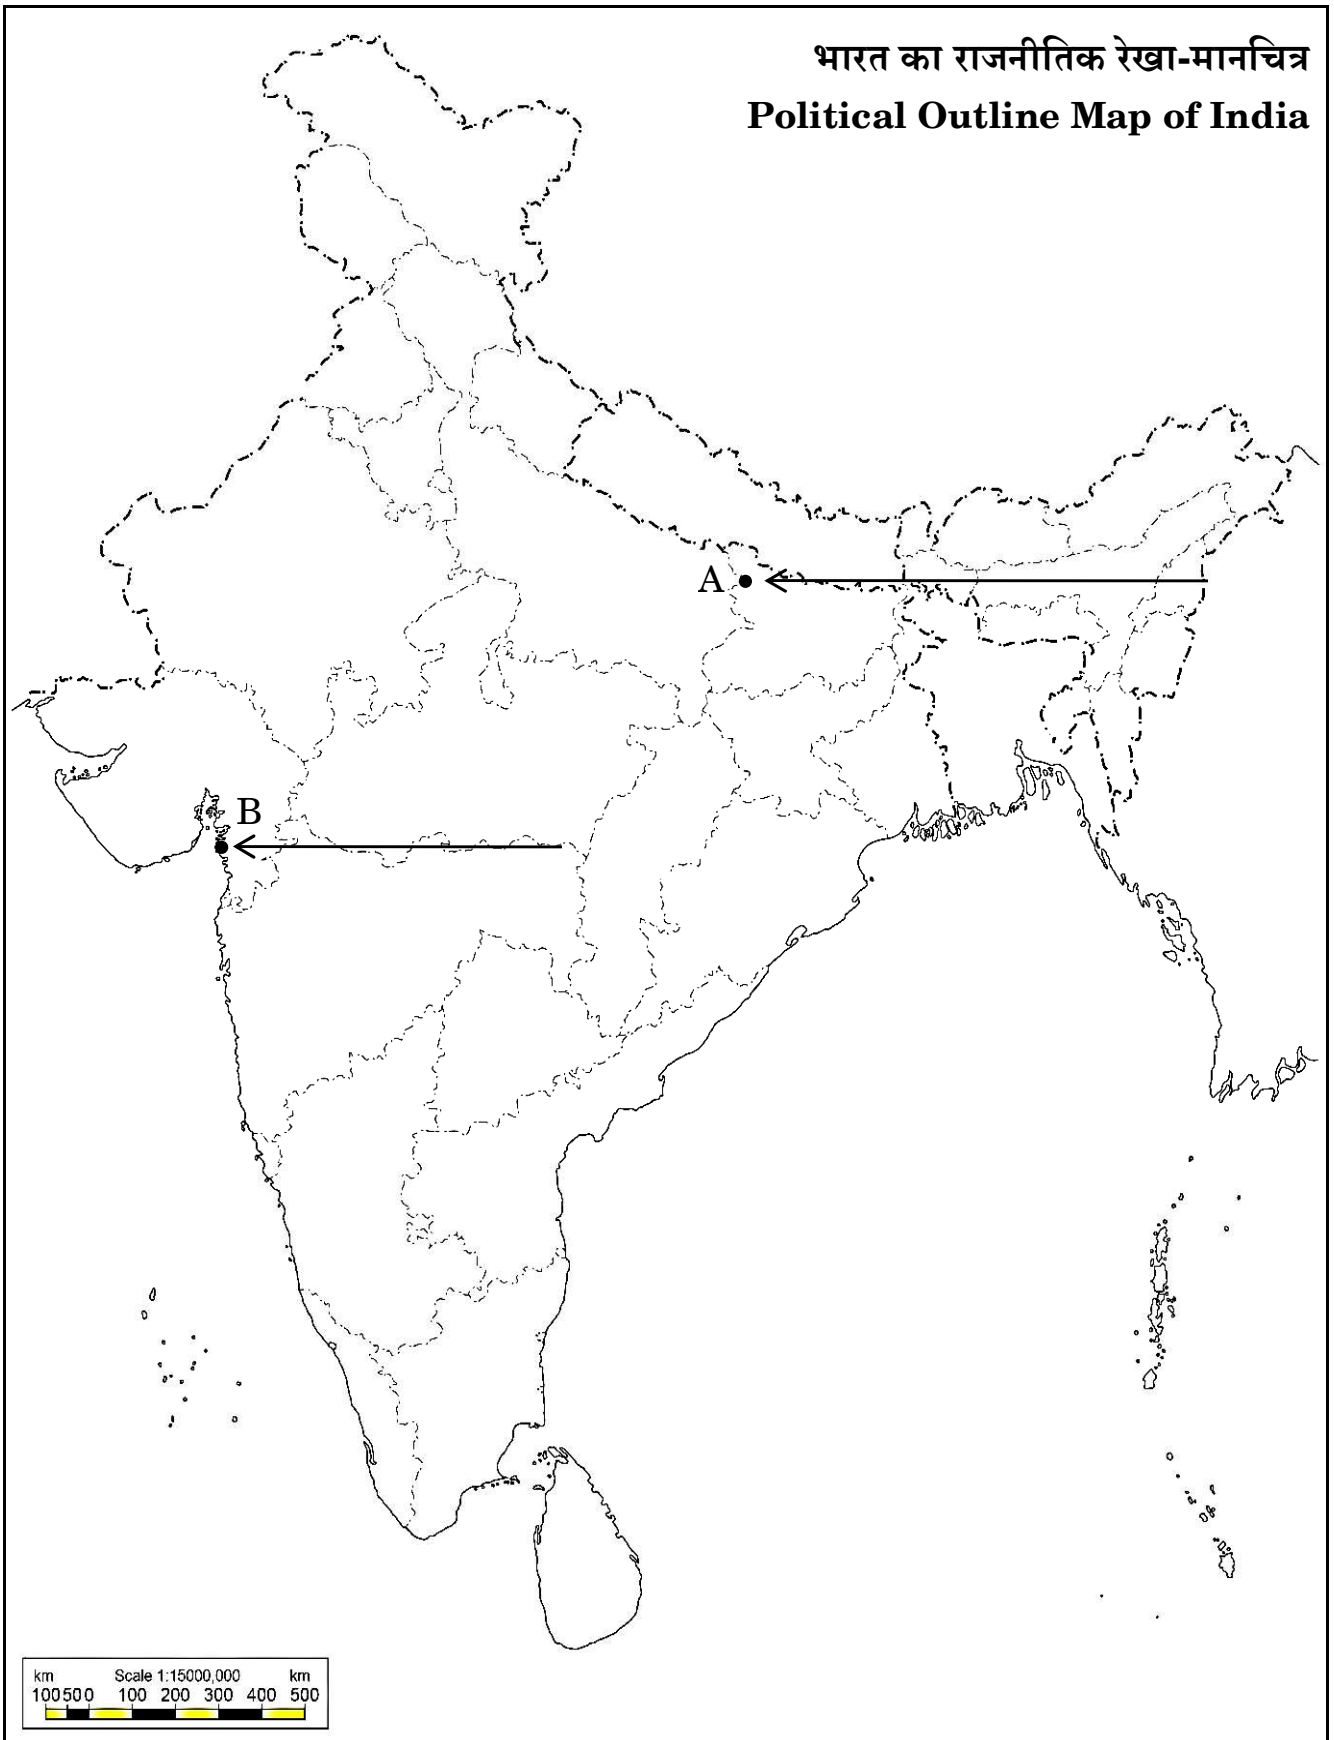 भारत का राजनीतिक रेखा-मानचित्र
Political Outline Map of India
A
B
km Scale 1:15000,000 km
100 50 0 100 200 300 400 500